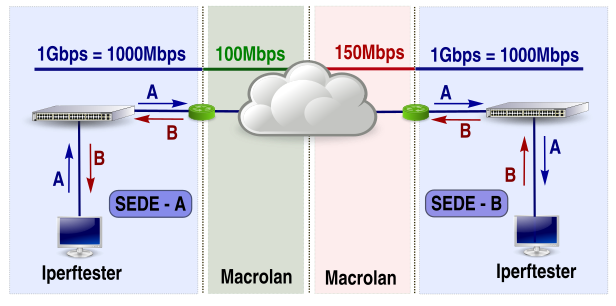 1Gbps = 1000Mbps 100Mbps 150Mbps 1Gbps = 1000Mbps
A A
B B
A B B A
SEDE - A SEDE - B
Iperftester Macrolan Macrolan Iperftester